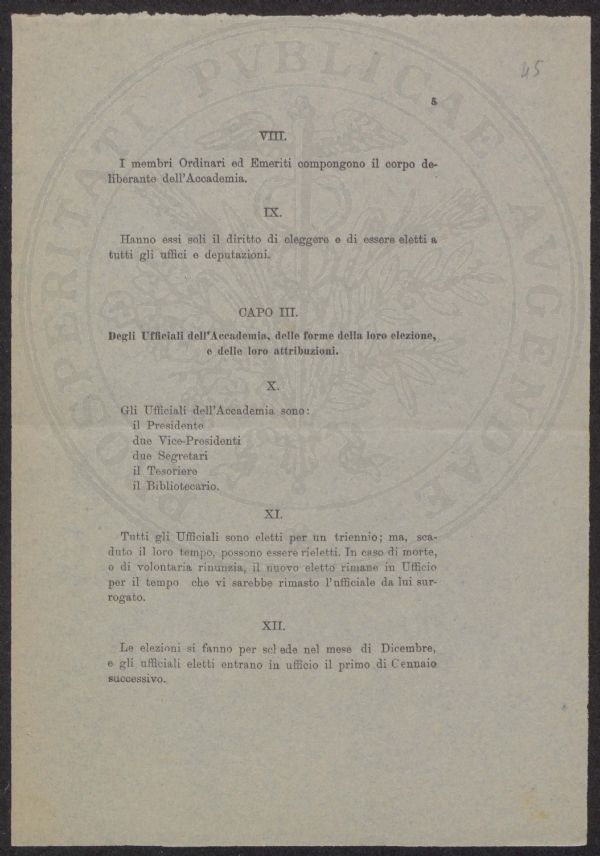 PROSPERITATI PVBLICAE AVGENDAE
45
5
VIII.
I membri Ordinari ed Emeriti compongono il corpo de-
liberante dell'Accademia.
IX.
Hanno essi soli il diritto di eleggere e di essere eletti a
tutti gli uffici e deputazioni.
CAPO III.
Degli Ufficiali dell'Accademia, delle forme della loro elezione,
e delle loro attribuzioni.
X.
Gli Ufficiali dell'Accademia sono:
il Presidente
due Vice-Presidenti
due Segretari
il Tesoriere
il Bibliotecario.
XI.
Tutti gli Ufficiali sono eletti per un triennio; ma, sca-
duto il loro tempo, possono essere rieletti. In caso di morte,
o di volontaria rinunzia, il nuovo eletto rimane in Ufficio
per il tempo che vi sarebbe rimasto l'ufficiale da lui sur-
rogato.
XII.
Le elezioni si fanno per schede nel mese di Dicembre,
e gli ufficiali eletti entrano in ufficio il primo di Gennaio
successivo.